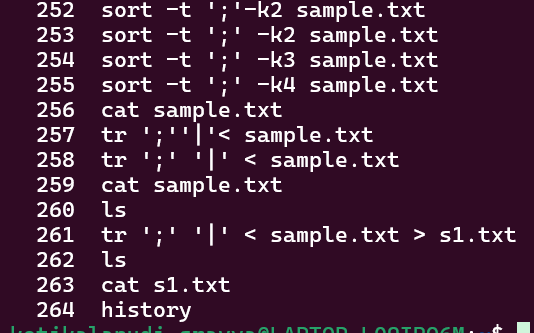 252 sort -t ';'-k2 sample.txt
253 sort -t ';' -k2 sample.txt
254 sort -t ';' -k3 sample.txt
255 sort -t ';' -k4 sample.txt
256 cat sample.txt
257 tr ';''|'< sample.txt
258 tr ';' '|' < sample.txt
259 cat sample.txt
260 ls
261 tr ';' '|' < sample.txt > s1.txt
262 ls
263 cat s1.txt
264 history